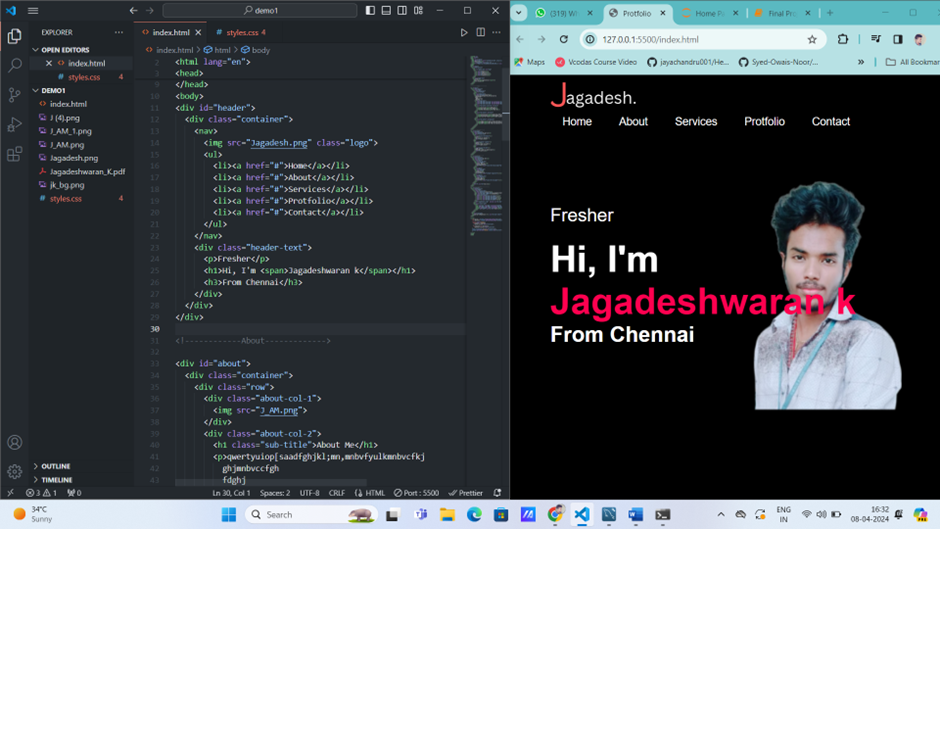 demo1
EXPLORER
OPEN EDITORS
index.html
styles.css 4
DEMO1
index.html
J (4).png
J_AM_1.png
J_AM.png
Jagadesh.png
Jagadeshwaran_K.pdf
jk_bg.png
styles.css 4
OUTLINE
TIMELINE
index.html
styles.css 4
index.html > html > body
2 <html lang="en">
3 <head>
9 </head>
10 <body>
11 <div id="header">
12 <div class="container">
13 <nav>
14 <img src="Jagadesh.png" class="logo">
15 <ul>
16 <li><a href="#">Home</a></li>
17 <li><a href="#">About</a></li>
18 <li><a href="#">Services</a></li>
19 <li><a href="#">Protfolio</a></li>
20 <li><a href="#">Contact</a></li>
21 </ul>
22 </nav>
23 <div class="header-text">
24 <p>Fresher</p>
25 <h1>Hi, I'm <span>Jagadeshwaran k</span></h1>
26 <h3>From Chennai</h3>
27 </div>
28 </div>
29 </div>
30
31 <!------------About------------->
32
33 <div id="about">
34 <div class="container">
35 <div class="row">
36 <div class="about-col-1">
37 <img src="J_AM.png">
38 </div>
39 <div class="about-col-2">
40 <h1 class="sub-title">About Me</h1>
41 <p>qwertyuiop[saadfghjkl;mn,mnbvfyulkmnbvcfkj
42 ghjmnbvccfgh
43 fdghj
3 1 0
Ln 30, Col 1 Spaces: 2 UTF-8 CRLF HTML Port : 5500 Prettier
(319) Wh
Protfolio
Home P
Final Pr
127.0.0.1:5500/index.html
Maps
Vcodas Course Video
jayachandru001/He...
Syed-Owais-Noor/...
All Bookmar
Jagadesh.
Home About Services Protfolio Contact
Fresher
Hi, I'm
Jagadeshwaran k
From Chennai
34°C
Sunny
Search
ENG
IN
16:32
08-04-2024